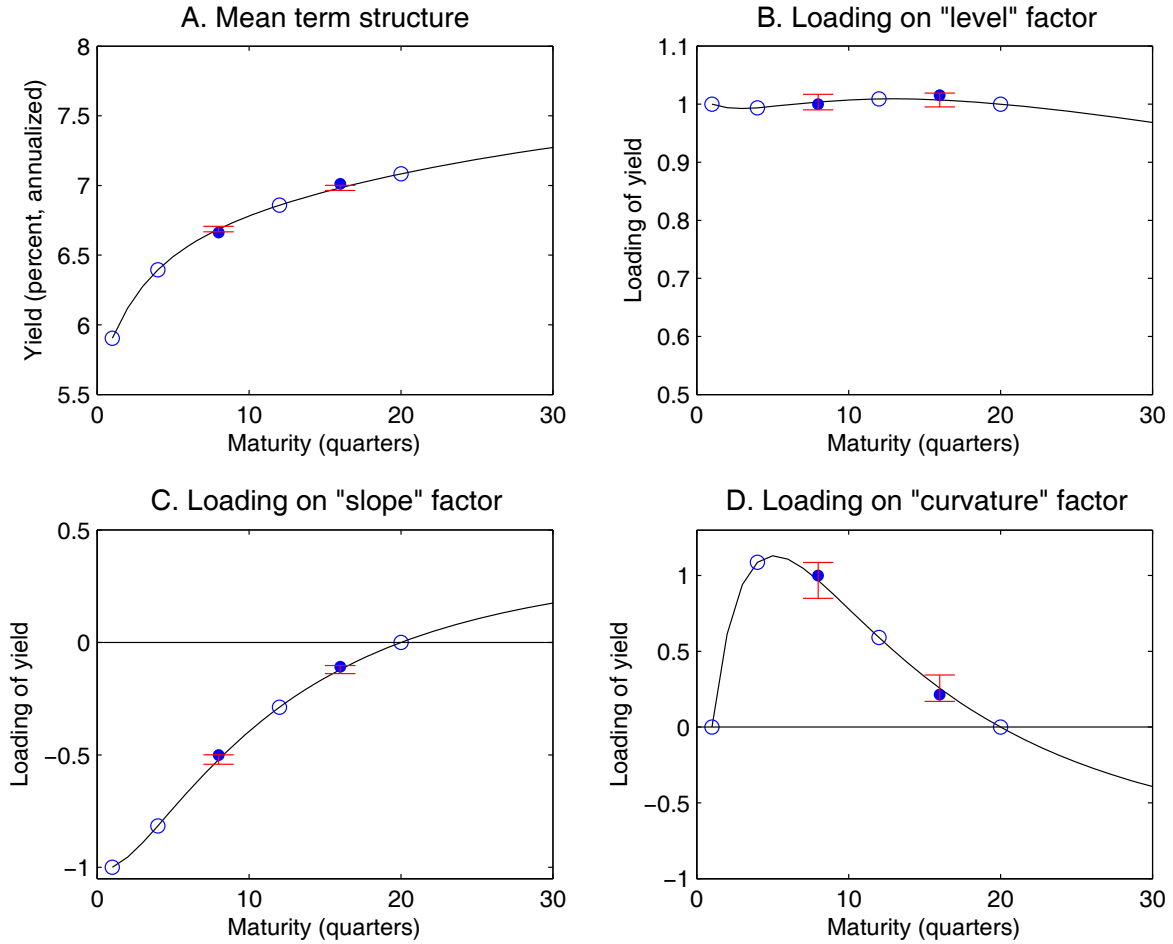 A. Mean term structure
8
7.5
7
6.5
6
5.5
Yield (percent, annualized)
0 10 20 30
Maturity (quarters)
B. Loading on "level" factor
1.1
1
0.9
0.8
0.7
0.6
0.5
Loading of yield
0 10 20 30
Maturity (quarters)
C. Loading on "slope" factor
0.5
0
−0.5
−1
Loading of yield
0 10 20 30
Maturity (quarters)
D. Loading on "curvature" factor
1
0.5
0
−0.5
−1
Loading of yield
0 10 20 30
Maturity (quarters)